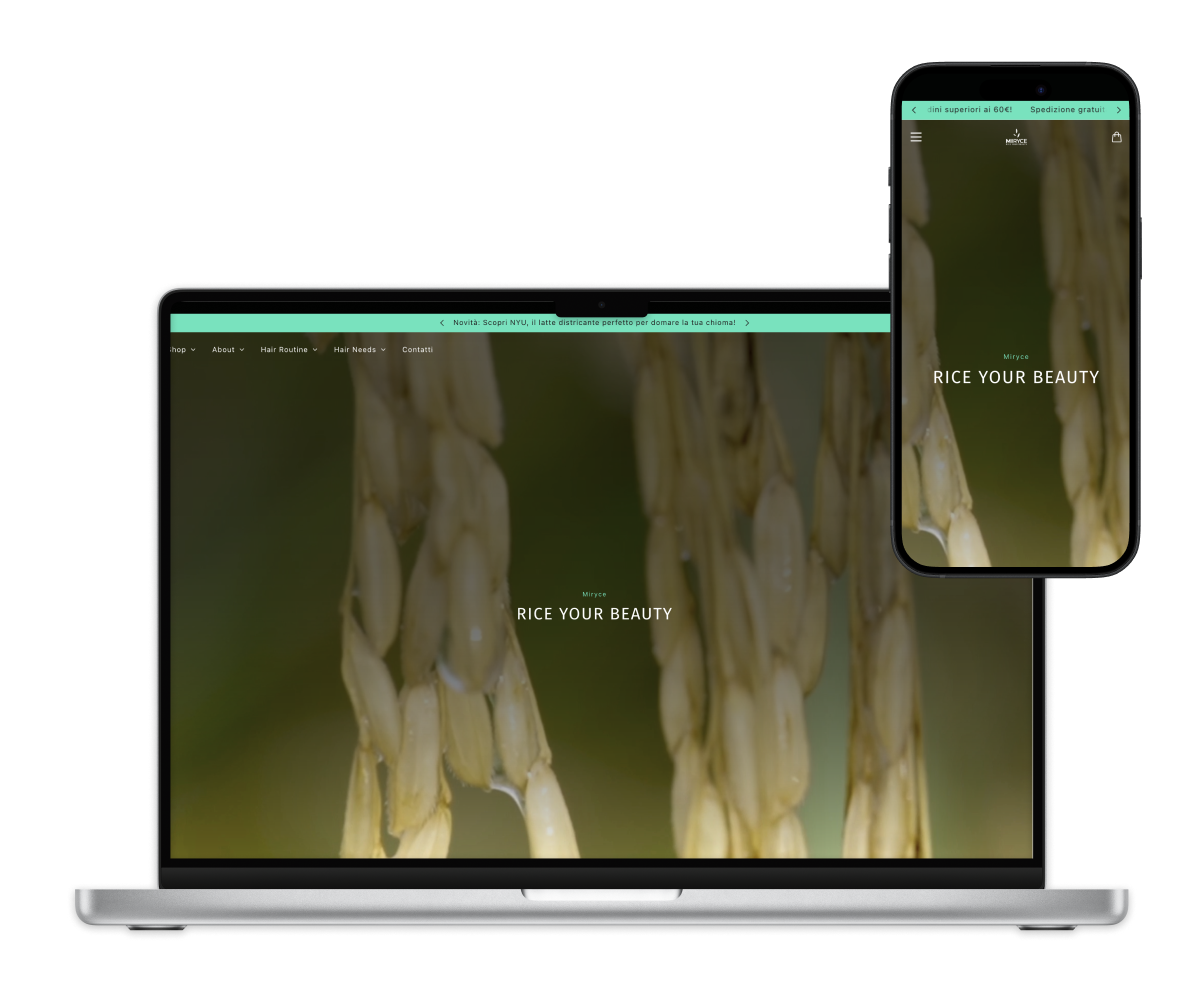 dini superiori ai 60€! Spedizione gratuit
MIRYCE
Miryce
RICE YOUR BEAUTY
Novità: Scopri NYU, il latte districante perfetto per domare la tua chioma!
Shop About Hair Routine Hair Needs Contatti
Miryce
RICE YOUR BEAUTY